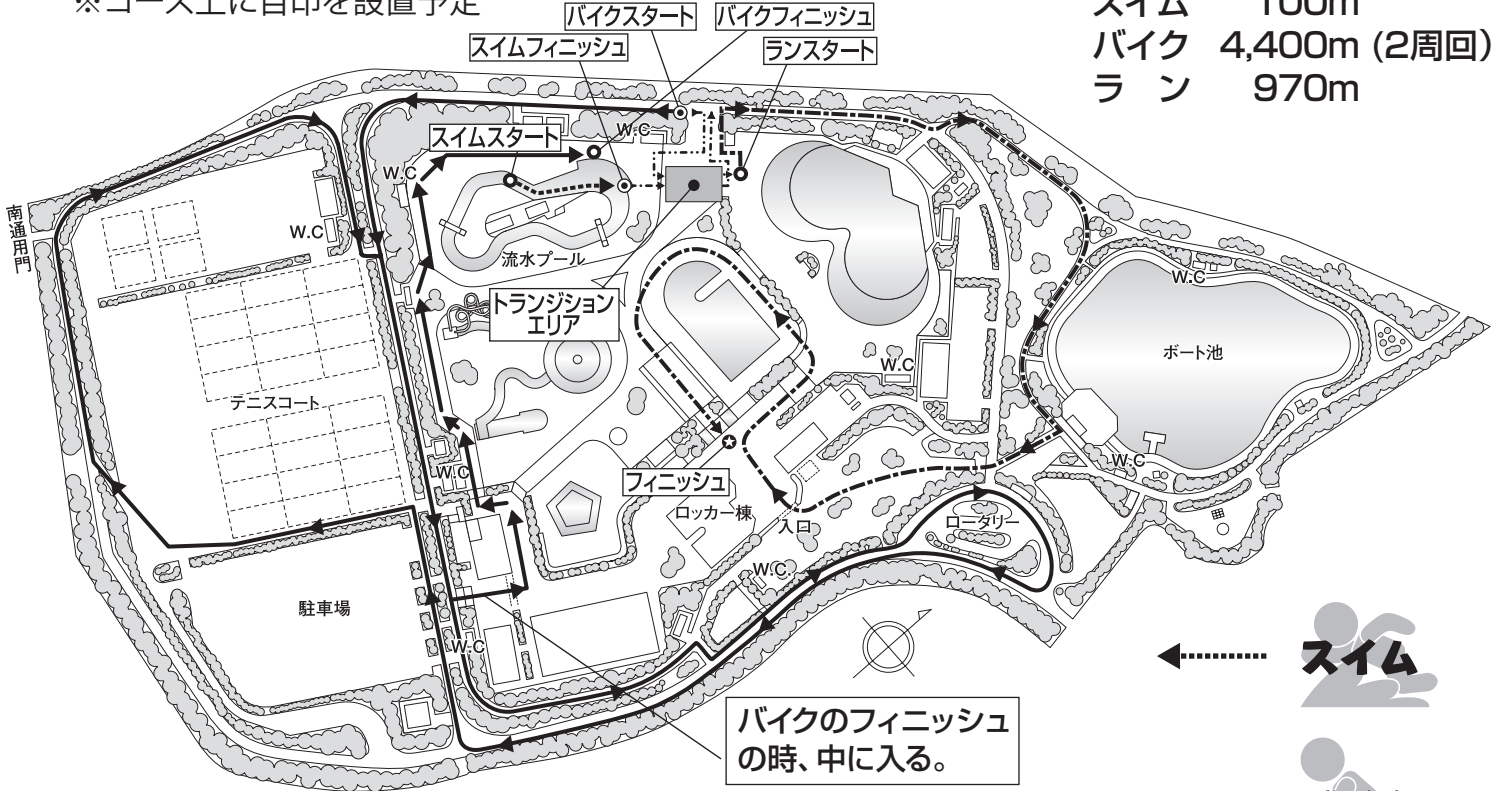 ※コース上に目印を設置予定
スイム 100m
バイク 4,400m (2周回)
ラン 970m
バイクスタート
バイクフィニッシュ
スイムフィニッシュ
ランスタート
スイムスタート
W.C
W.C
W.C
南通用門
流水プール
トランジション
エリア
W.C
ボート池
W.C
テニスコート
W.C
W.C
フィニッシュ
ロッカー棟
入口
ロータリー
W.C.
駐車場
W.C
スイム
バイクのフィニッシュ
の時、中に入る。